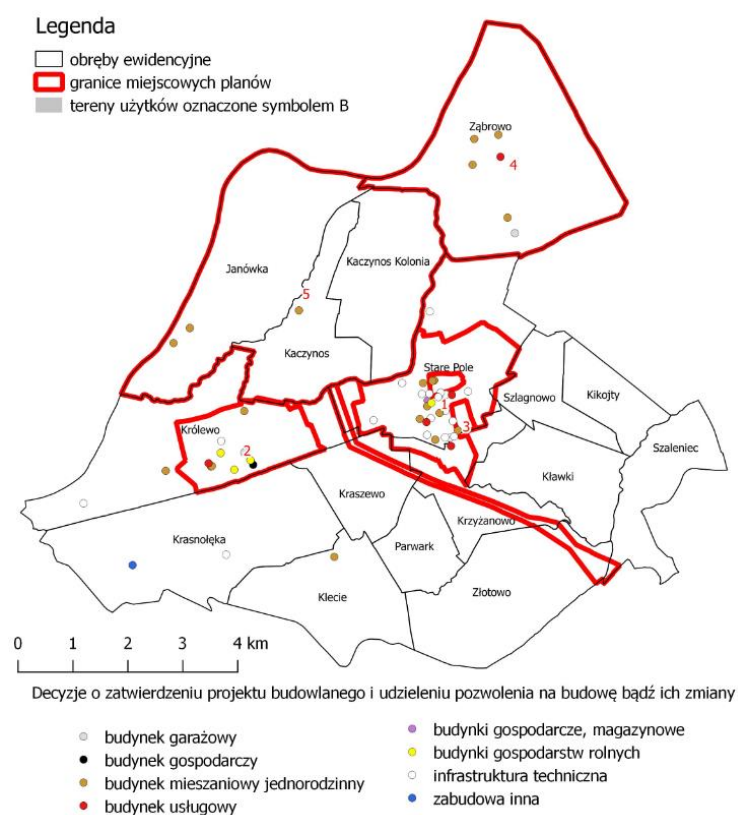 Legenda
obręby ewidencyjne
granice miejscowych planów
tereny użytków oznaczone symbolem B
Ząbrowo
4
Janówka
Kaczynos Kolonia
5
Kaczynos
Stare Pole
1
3
Szlagnowo
Kikojty
Szaleniec
Królewo
2
Kławki
Kraszewo
Krzyżanowo
Parwark
Krasnołęka
Klecie
Złotowo
0 1 2 3 4 km
Decyzje o zatwierdzeniu projektu budowlanego i udzieleniu pozwolenia na budowę bądź ich zmiany
budynek garażowy
budynek gospodarczy
budynek mieszaniowy jednorodzinny
budynek usługowy
budynki gospodarcze, magazynowe
budynki gospodarstw rolnych
infrastruktura techniczna
zabudowa inna